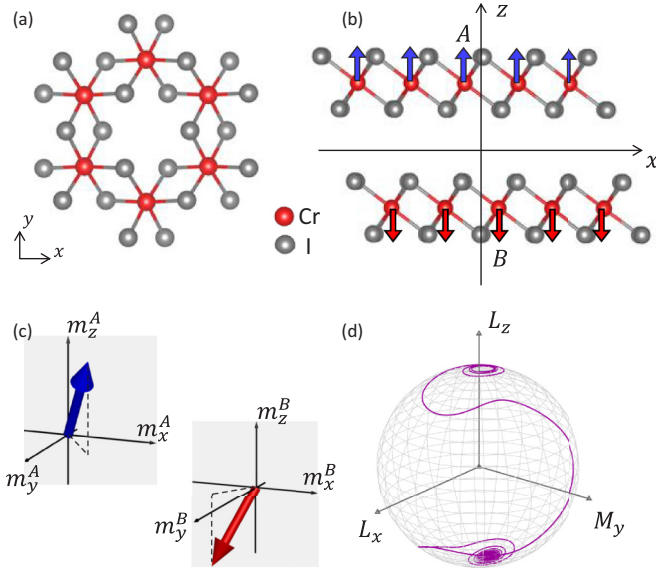 (a)
y
x
Cr
I
(b)
z
A
x
B
(c)
m_z^A
m_x^A
m_y^A
m_z^B
m_x^B
m_y^B
(d)
L_z
L_x
M_y